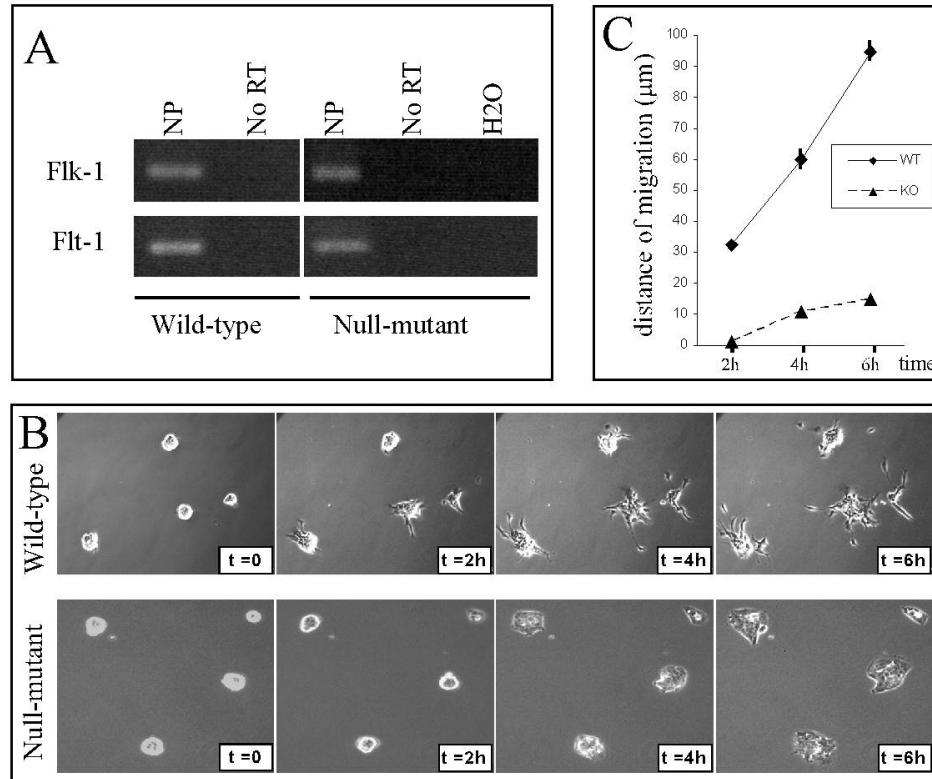 A
NP
No RT
NP
No RT
H2O
Flk-1
Flt-1
Wild-type
Null-mutant
C
distance of migration (μm)
100
90
80
70
60
50
40
30
20
10
0
2h
4h
6h
time
WT
KO
B
Wild-type
t =0
t =2h
t =4h
t =6h
Null-mutant
t =0
t =2h
t =4h
t =6h